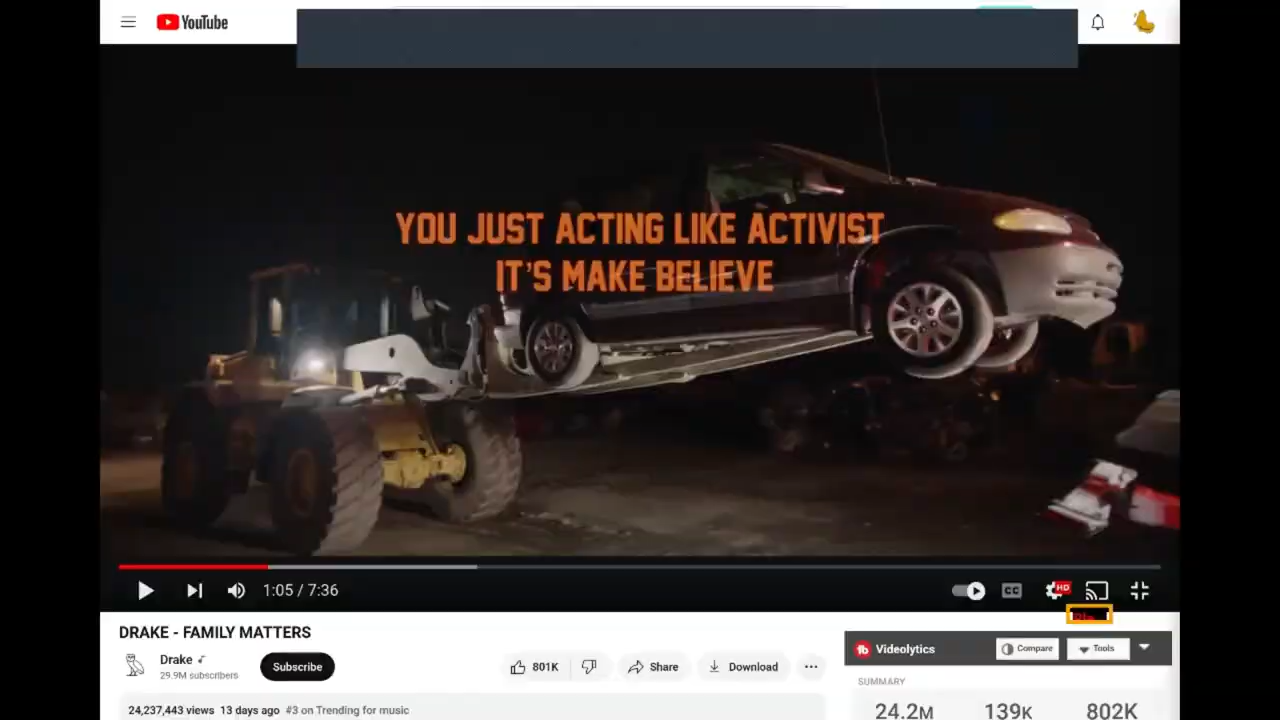 YouTube
YOU JUST ACTING LIKE ACTIVIST
IT'S MAKE BELIEVE
1:05 / 7:36
CC
HD
DRAKE - FAMILY MATTERS
Drake
29.9M subscribers
Subscribe
801K
Share
Download
24,237,443 views 13 days ago #3 on Trending for music
Videolytics
Compare
Tools
SUMMARY
24.2M 139K 802K